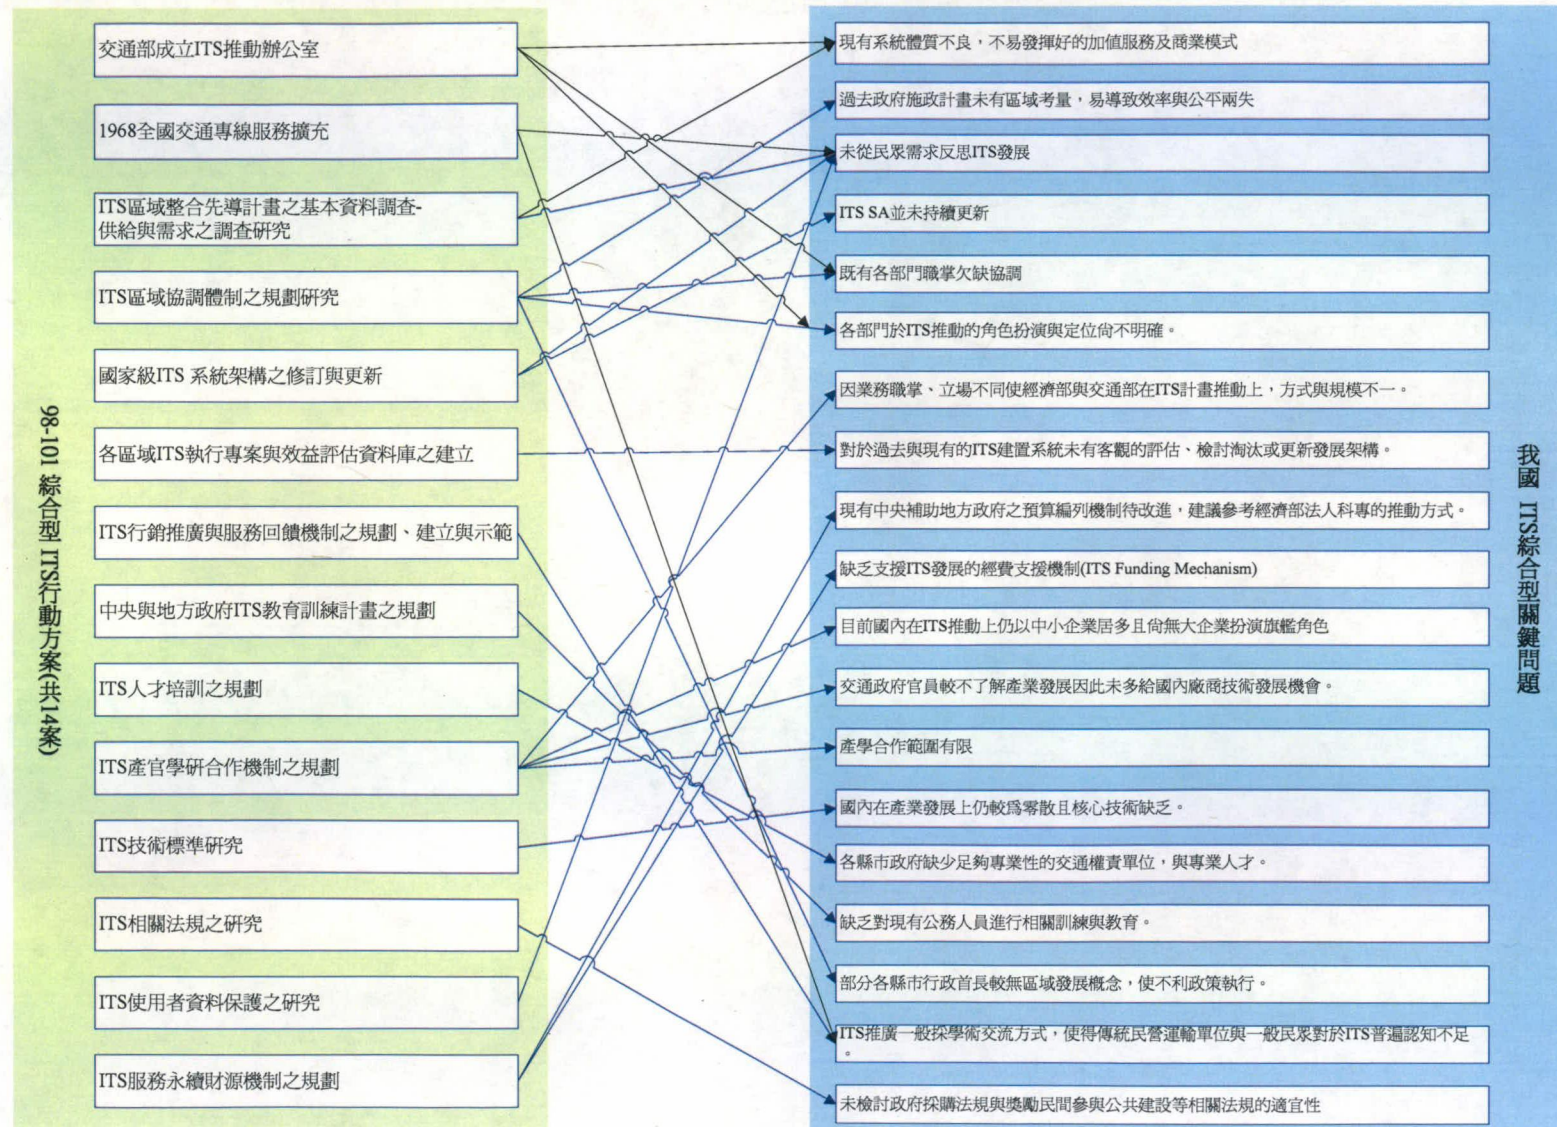 98-101 綜合型 ITS行動方案(共14案)
交通部成立ITS推動辦公室
1968全國交通專線服務擴充
ITS區域整合先導計畫之基本資料調查-
供給與需求之調查研究
ITS區域協調體制之規劃研究
國家級ITS 系統架構之修訂與更新
各區域ITS執行專案與效益評估資料庫之建立
ITS行銷推廣與服務回饋機制之規劃、建立與示範
中央與地方政府ITS教育訓練計畫之規劃
ITS人才培訓之規劃
ITS產官學研合作機制之規劃
ITS技術標準研究
ITS相關法規之研究
ITS使用者資料保護之研究
ITS服務永續財源機制之規劃
現有系統體質不良，不易發揮好的加值服務及商業模式
過去政府施政計畫未有區域考量，易導致效率與公平兩失
未從民眾需求反思ITS發展
ITS SA並未持續更新
既有各部門職掌欠缺協調
各部門於ITS推動的角色扮演與定位尚不明確。
因業務職掌、立場不同使經濟部與交通部在ITS計畫推動上，方式與規模不一。
對於過去與現有的ITS建置系統未有客觀的評估、檢討淘汰或更新發展架構。
現有中央補助地方政府之預算編列機制待改進，建議參考經濟部法人科專的推動方式。
缺乏支援ITS發展的經費支援機制(ITS Funding Mechanism)
目前國內在ITS推動上仍以中小企業居多且尚無大企業扮演旗艦角色
交通政府官員較不了解產業發展因此未多給國內廠商技術發展機會。
產學合作範圍有限
國內在產業發展上仍較為零散且核心技術缺乏。
各縣市政府缺少足夠專業性的交通權責單位，與專業人才。
缺乏對現有公務人員進行相關訓練與教育。
部分各縣市行政首長較無區域發展概念，使不利政策執行。
ITS推廣一般採學術交流方式，使得傳統民營運輸單位與一般民眾對於ITS普遍認知不足
。
未檢討政府採購法規與獎勵民間參與公共建設等相關法規的適宜性
我國 ITS綜合型關鍵問題